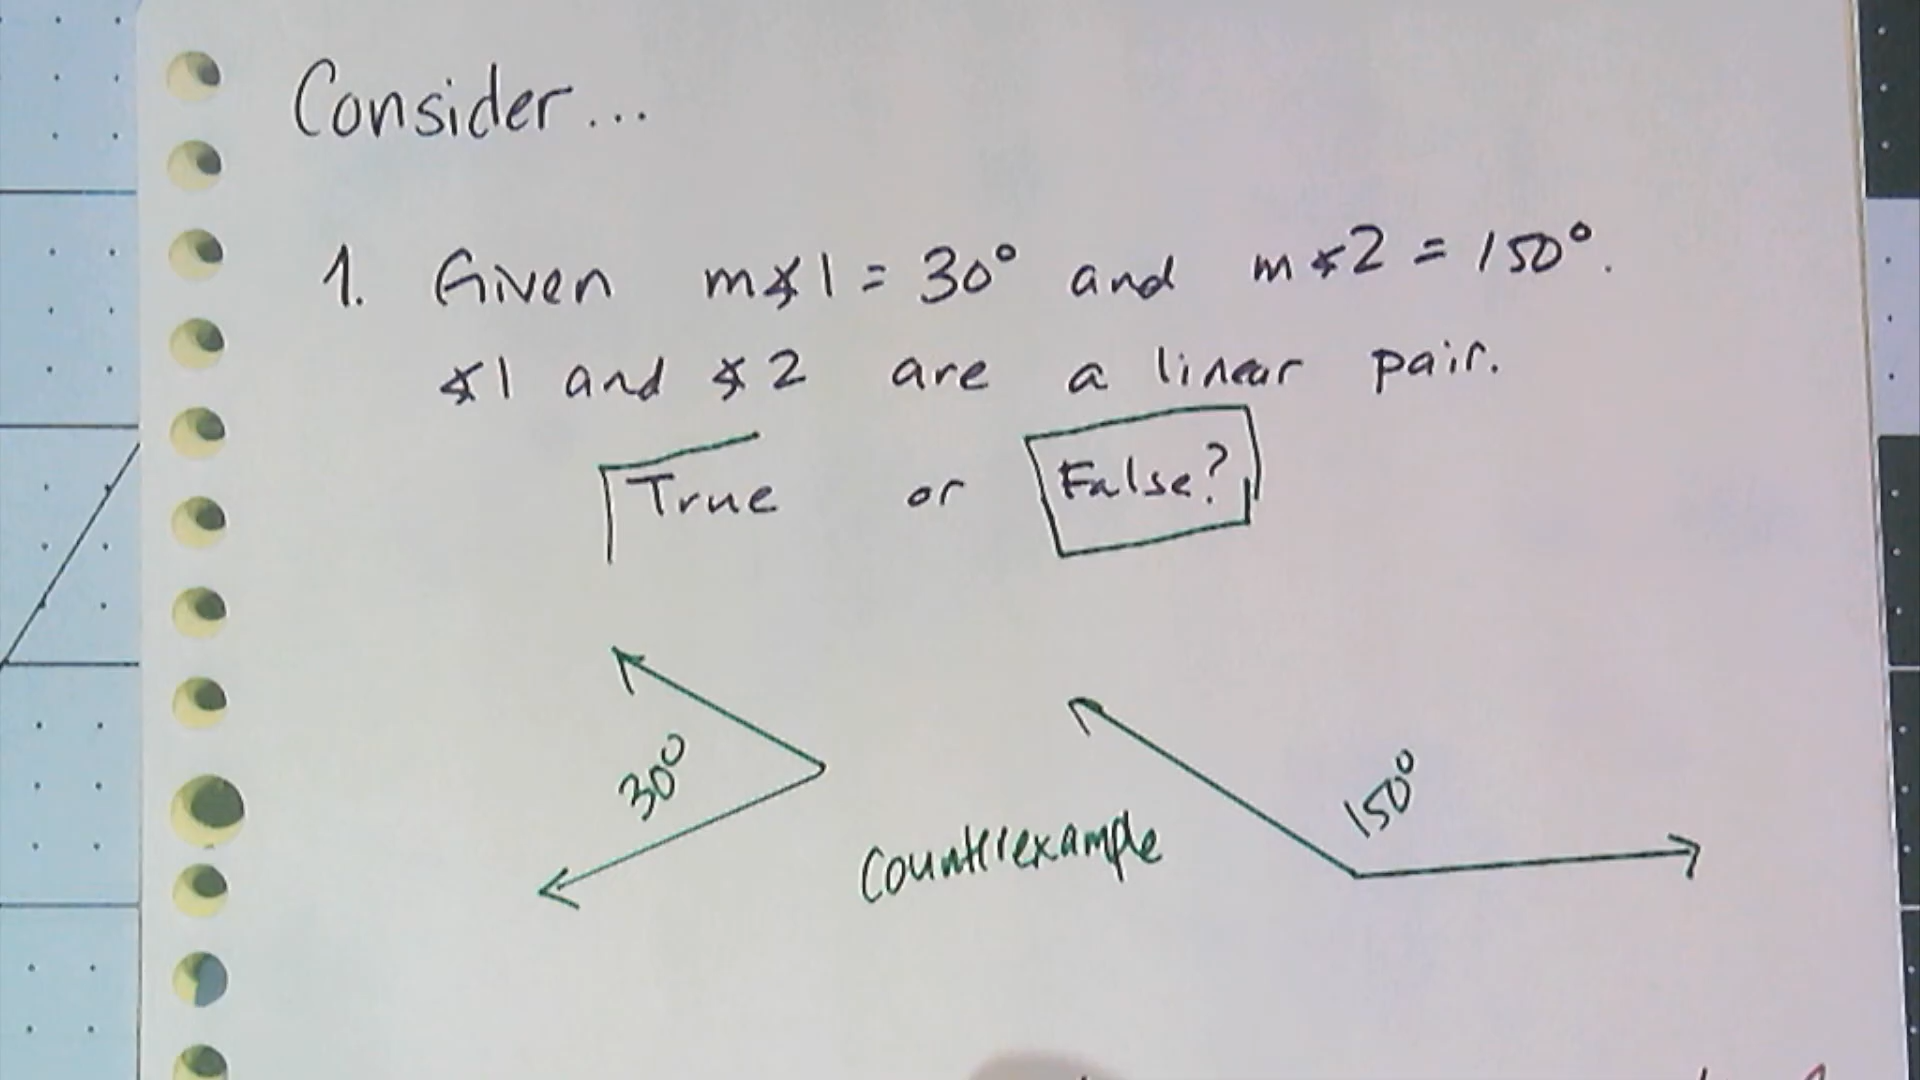 Consider...
1. Given m∡1 = 30° and m∡2 = 150°.
∡1 and ∡2 are a linear pair.
True or False?
30°
150°
Counterexample